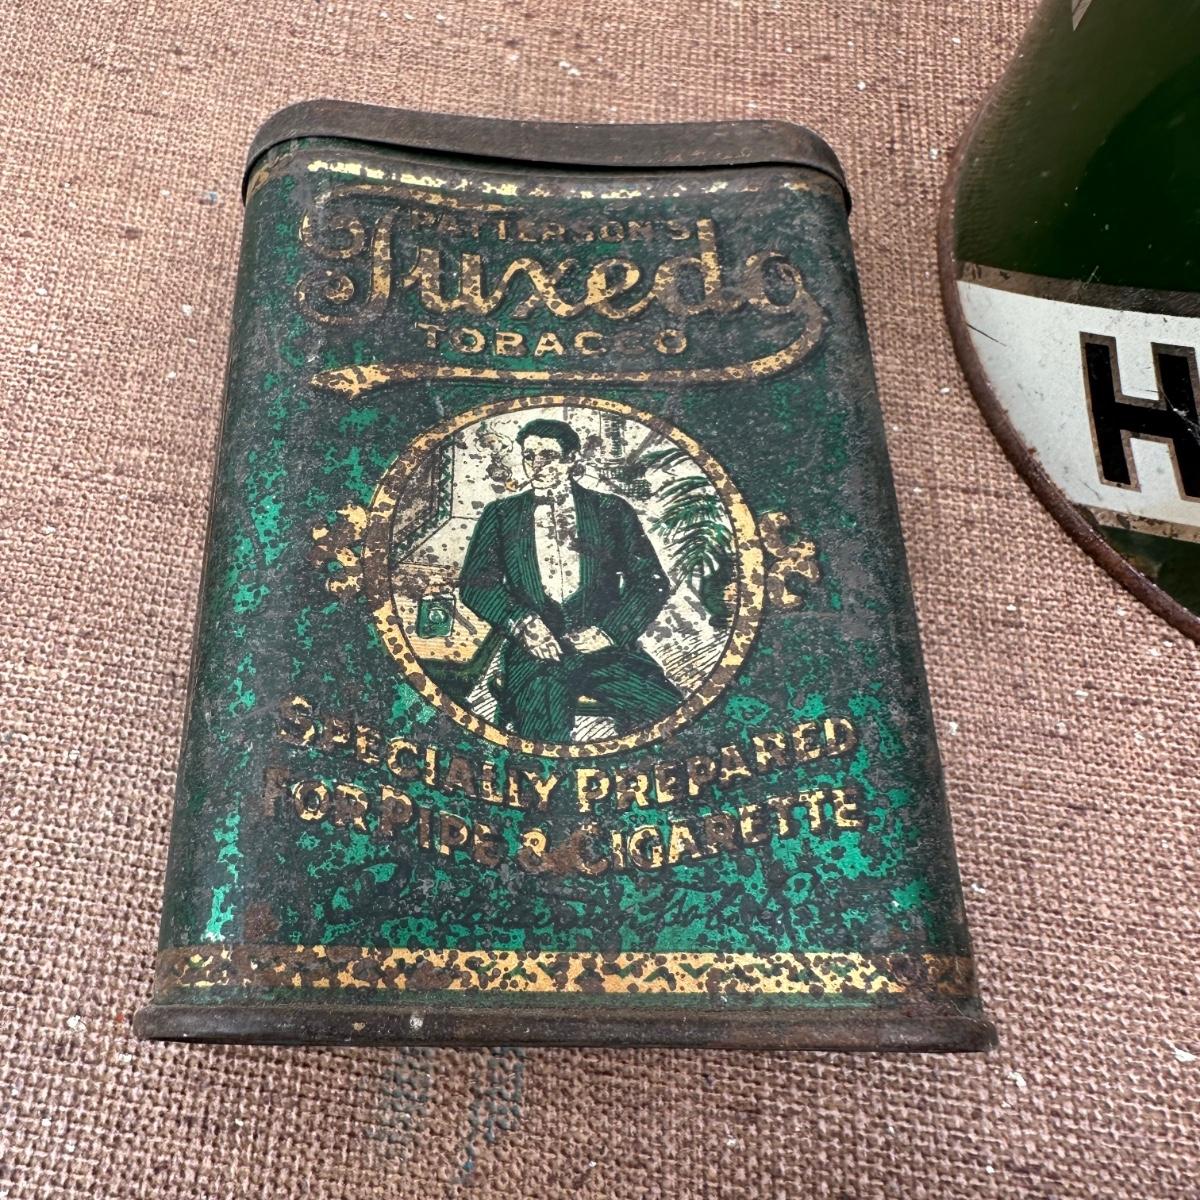 PATTERSON'S
Tuxedo
TOBACCO
SPECIALLY PREPARED
FOR PIPE & CIGARETTE
H